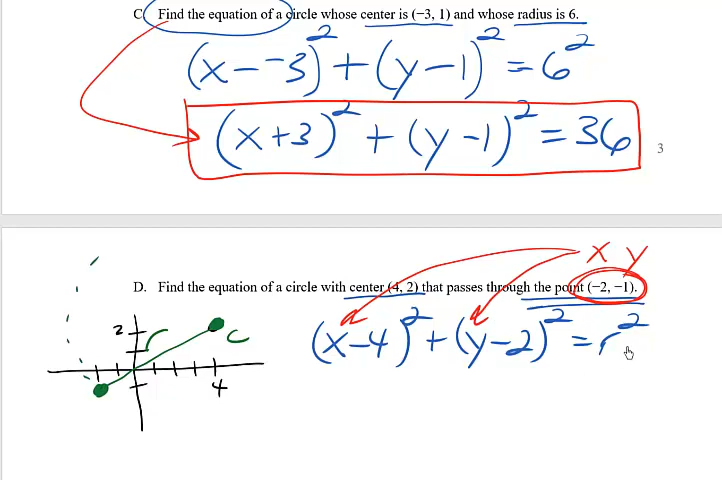 C. Find the equation of a circle whose center is (−3, 1) and whose radius is 6.
(x−−3)² + (y−1)² = 6²
(x+3)² + (y−1)² = 36
3
x y
D. Find the equation of a circle with center (4, 2) that passes through the point (−2, −1).
(x−4)² + (y−2)² = r²
2 r C
4